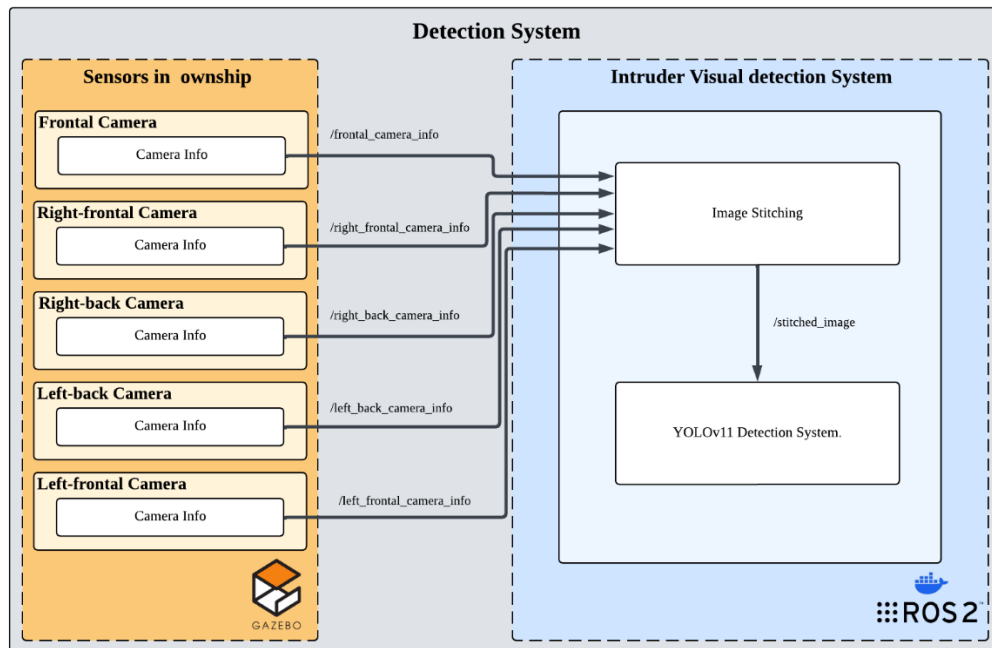 Detection System
Sensors in ownship
Frontal Camera
Camera Info
Right-frontal Camera
Camera Info
Right-back Camera
Camera Info
Left-back Camera
Camera Info
Left-frontal Camera
Camera Info
GAZEBO
/frontal_camera_info
/right_frontal_camera_info
/right_back_camera_info
/left_back_camera_info
/left_frontal_camera_info
Intruder Visual detection System
Image Stitching
/stitched_image
YOLOv11 Detection System.
ROS 2